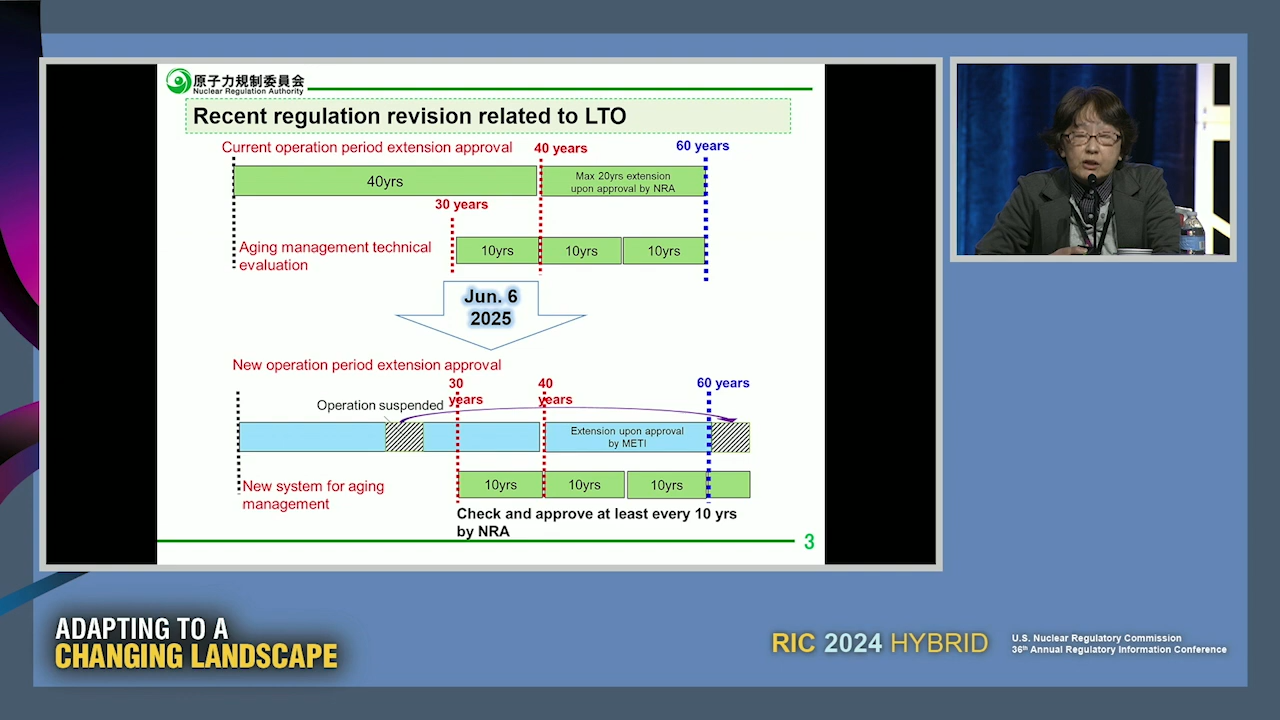 原子力規制委員会
Nuclear Regulation Authority
Recent regulation revision related to LTO
Current operation period extension approval
40 years
60 years
40yrs
Max 20yrs extension
upon approval by NRA
30 years
Aging management technical
evaluation
10yrs
10yrs
10yrs
Jun. 6
2025
New operation period extension approval
30
years
40
years
60 years
Operation suspended
Extension upon approval
by METI
New system for aging
management
10yrs
10yrs
10yrs
Check and approve at least every 10 yrs
by NRA
3
ADAPTING TO A
CHANGING LANDSCAPE
RIC 2024 HYBRID
U.S. Nuclear Regulatory Commission
36th Annual Regulatory Information Conference